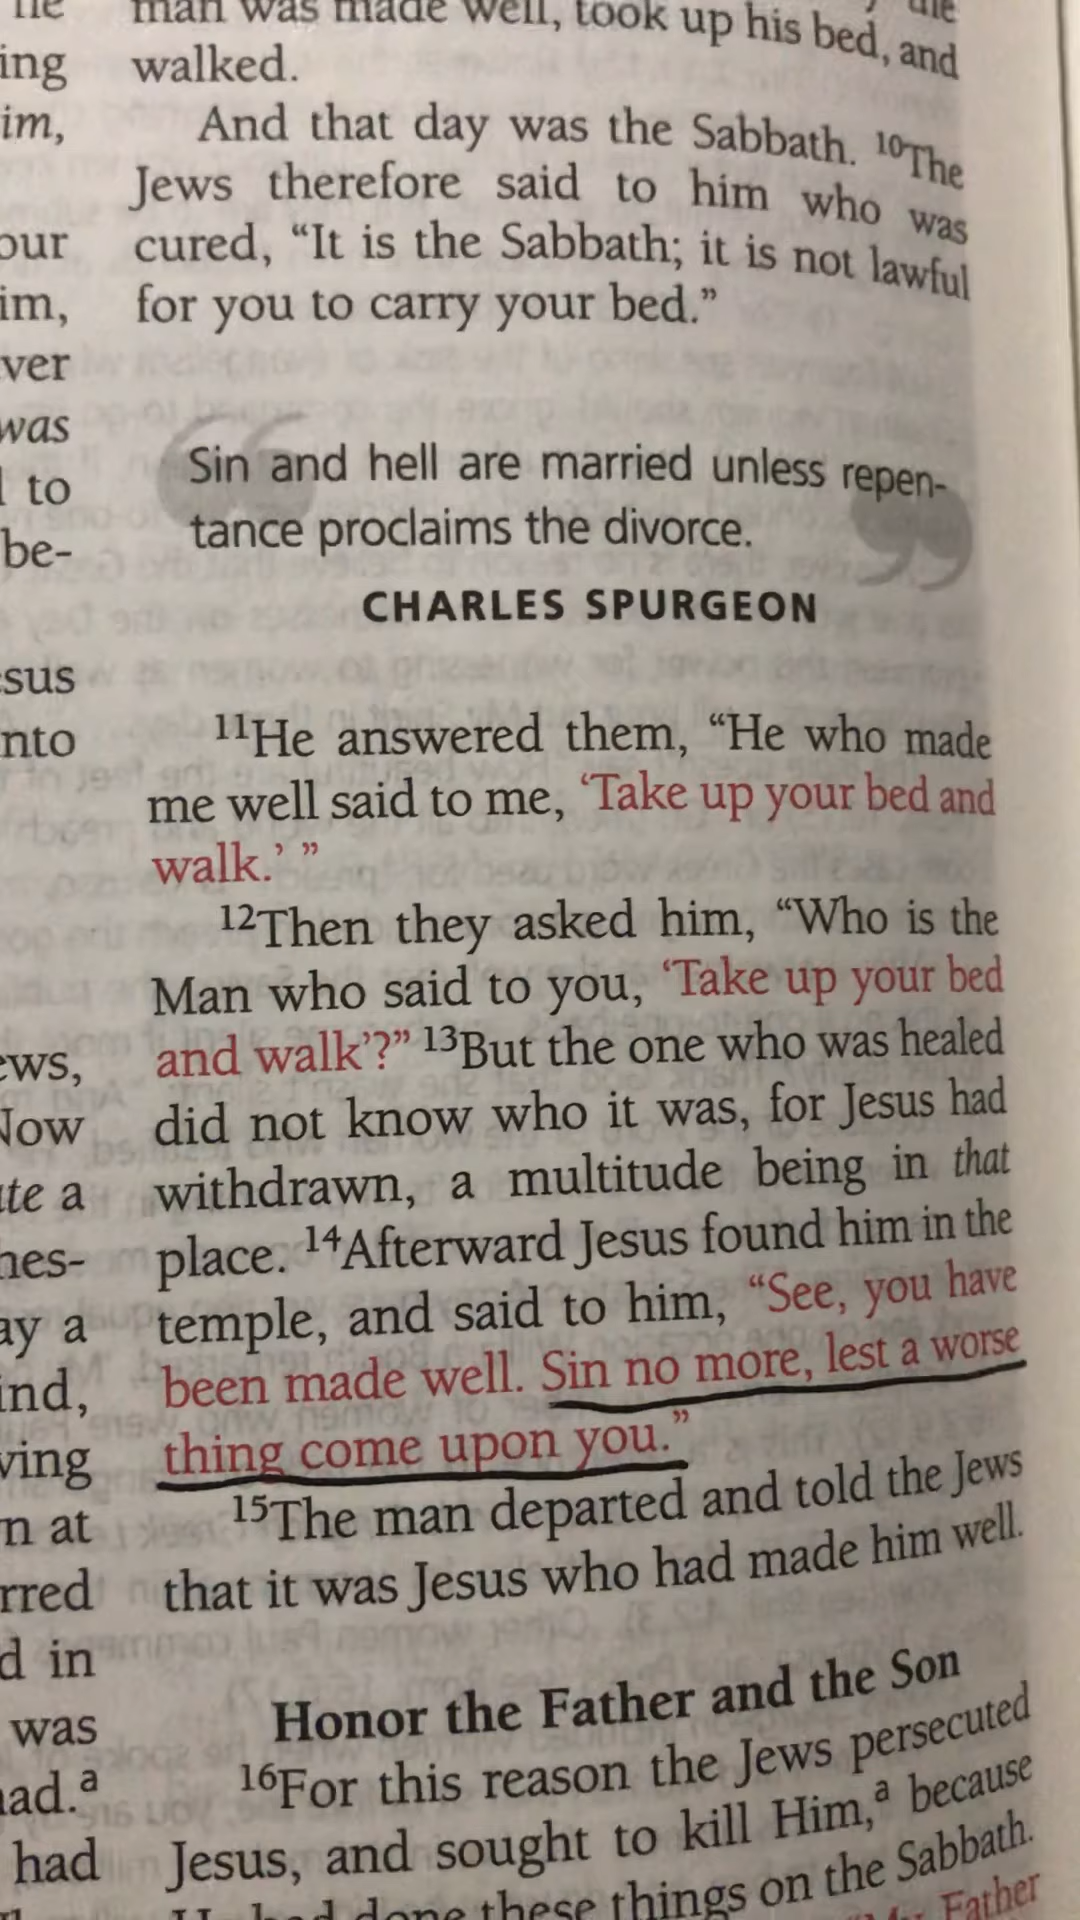 he
ing
im,
our
im,
ver
was
l to
be-
sus
nto
ews,
Now
te a
hes-
ay a
ind,
ving
n at
rred
d in
was
had.ᵃ
had
man was made well, took up his bed, and
walked.
And that day was the Sabbath. ¹⁰The
Jews therefore said to him who was
cured, “It is the Sabbath; it is not lawful
for you to carry your bed.”
“Sin and hell are married unless repen-
tance proclaims the divorce.”
CHARLES SPURGEON
¹¹He answered them, “He who made
me well said to me, ‘Take up your bed and
walk.’ ”
¹²Then they asked him, “Who is the
Man who said to you, ‘Take up your bed
and walk’?” ¹³But the one who was healed
did not know who it was, for Jesus had
withdrawn, a multitude being in that
place. ¹⁴Afterward Jesus found him in the
temple, and said to him, “See, you have
been made well. Sin no more, lest a worse
thing come upon you.”
¹⁵The man departed and told the Jews
that it was Jesus who had made him well.
Honor the Father and the Son
¹⁶For this reason the Jews persecuted
Jesus, and sought to kill Him,ᵃ because
He had done these things on the Sabbath.
“My Father